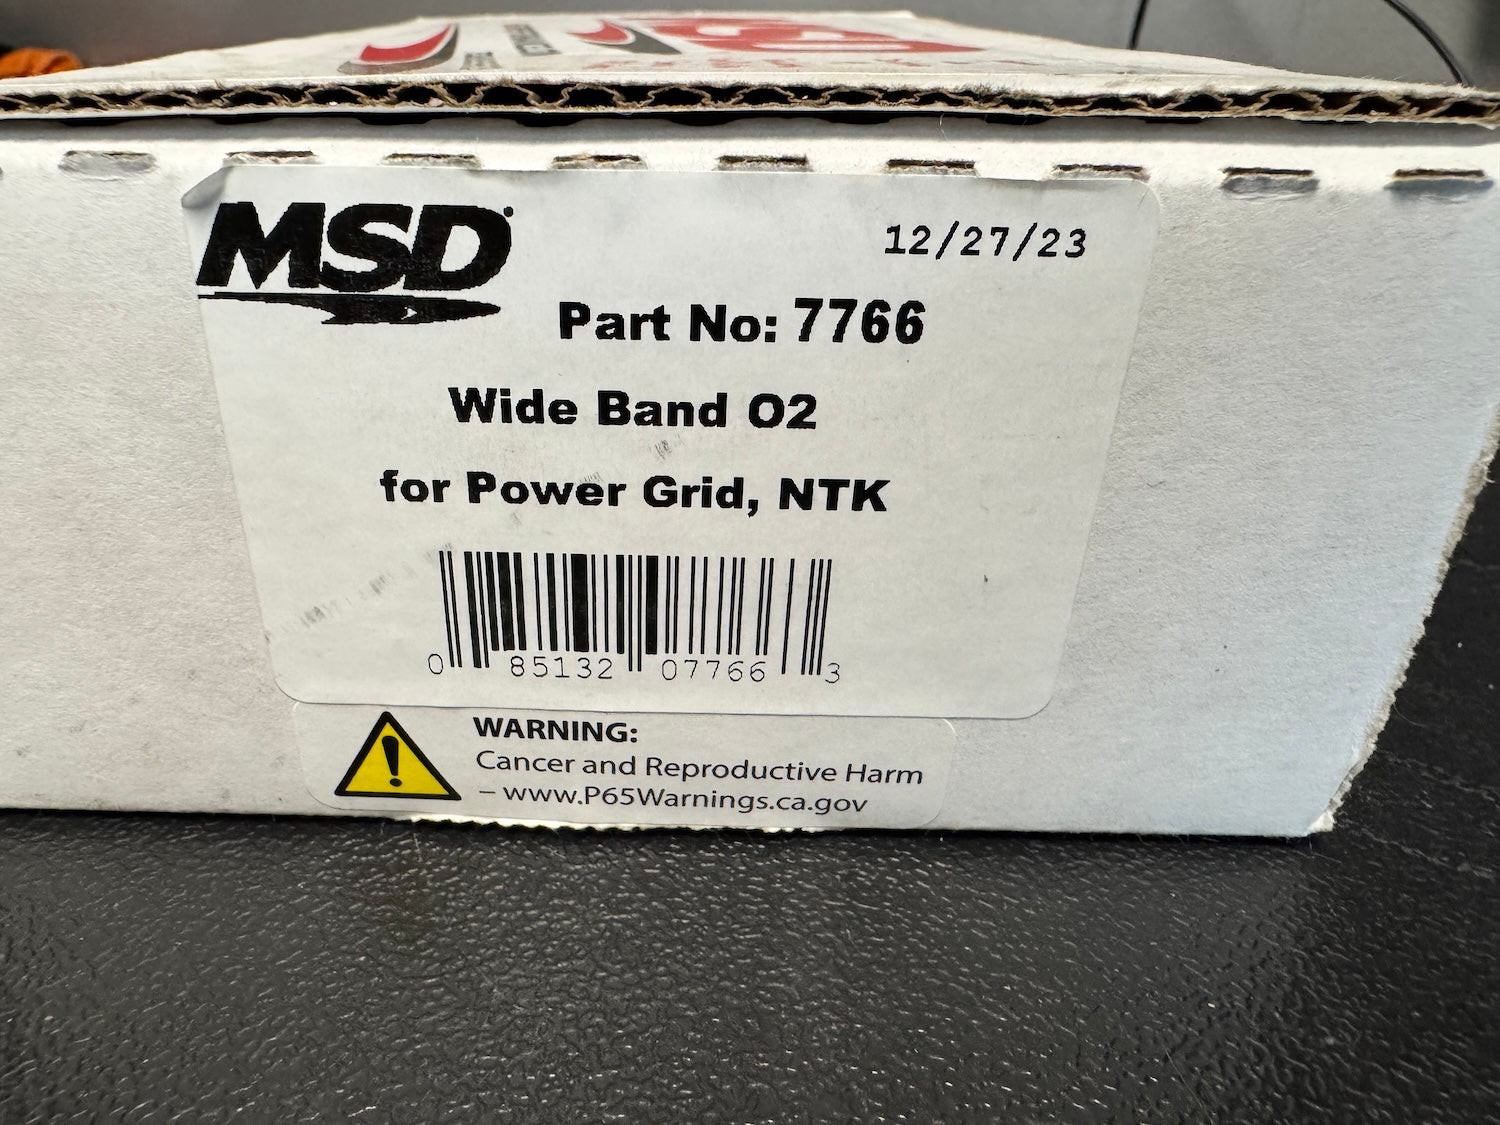 MSD
12/27/23
Part No: 7766
Wide Band O2
for Power Grid, NTK
0 85132 07766 3
WARNING:
Cancer and Reproductive Harm
– www.P65Warnings.ca.gov